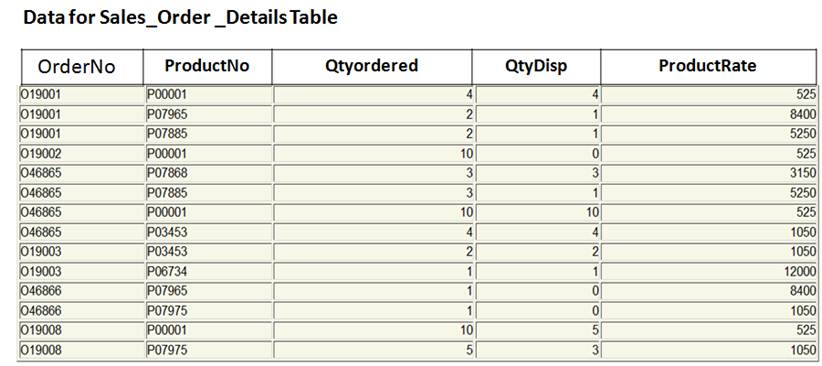 Data for Sales_Order _Details Table
OrderNo ProductNo Qtyordered QtyDisp ProductRate
O19001 P00001 4 4 525
O19001 P07965 2 1 8400
O19001 P07885 2 1 5250
O19002 P00001 10 0 525
O46865 P07868 3 3 3150
O46865 P07885 3 1 5250
O46865 P00001 10 10 525
O46865 P03453 4 4 1050
O19003 P03453 2 2 1050
O19003 P06734 1 1 12000
O46866 P07965 1 0 8400
O46866 P07975 1 0 1050
O19008 P00001 10 5 525
O19008 P07975 5 3 1050